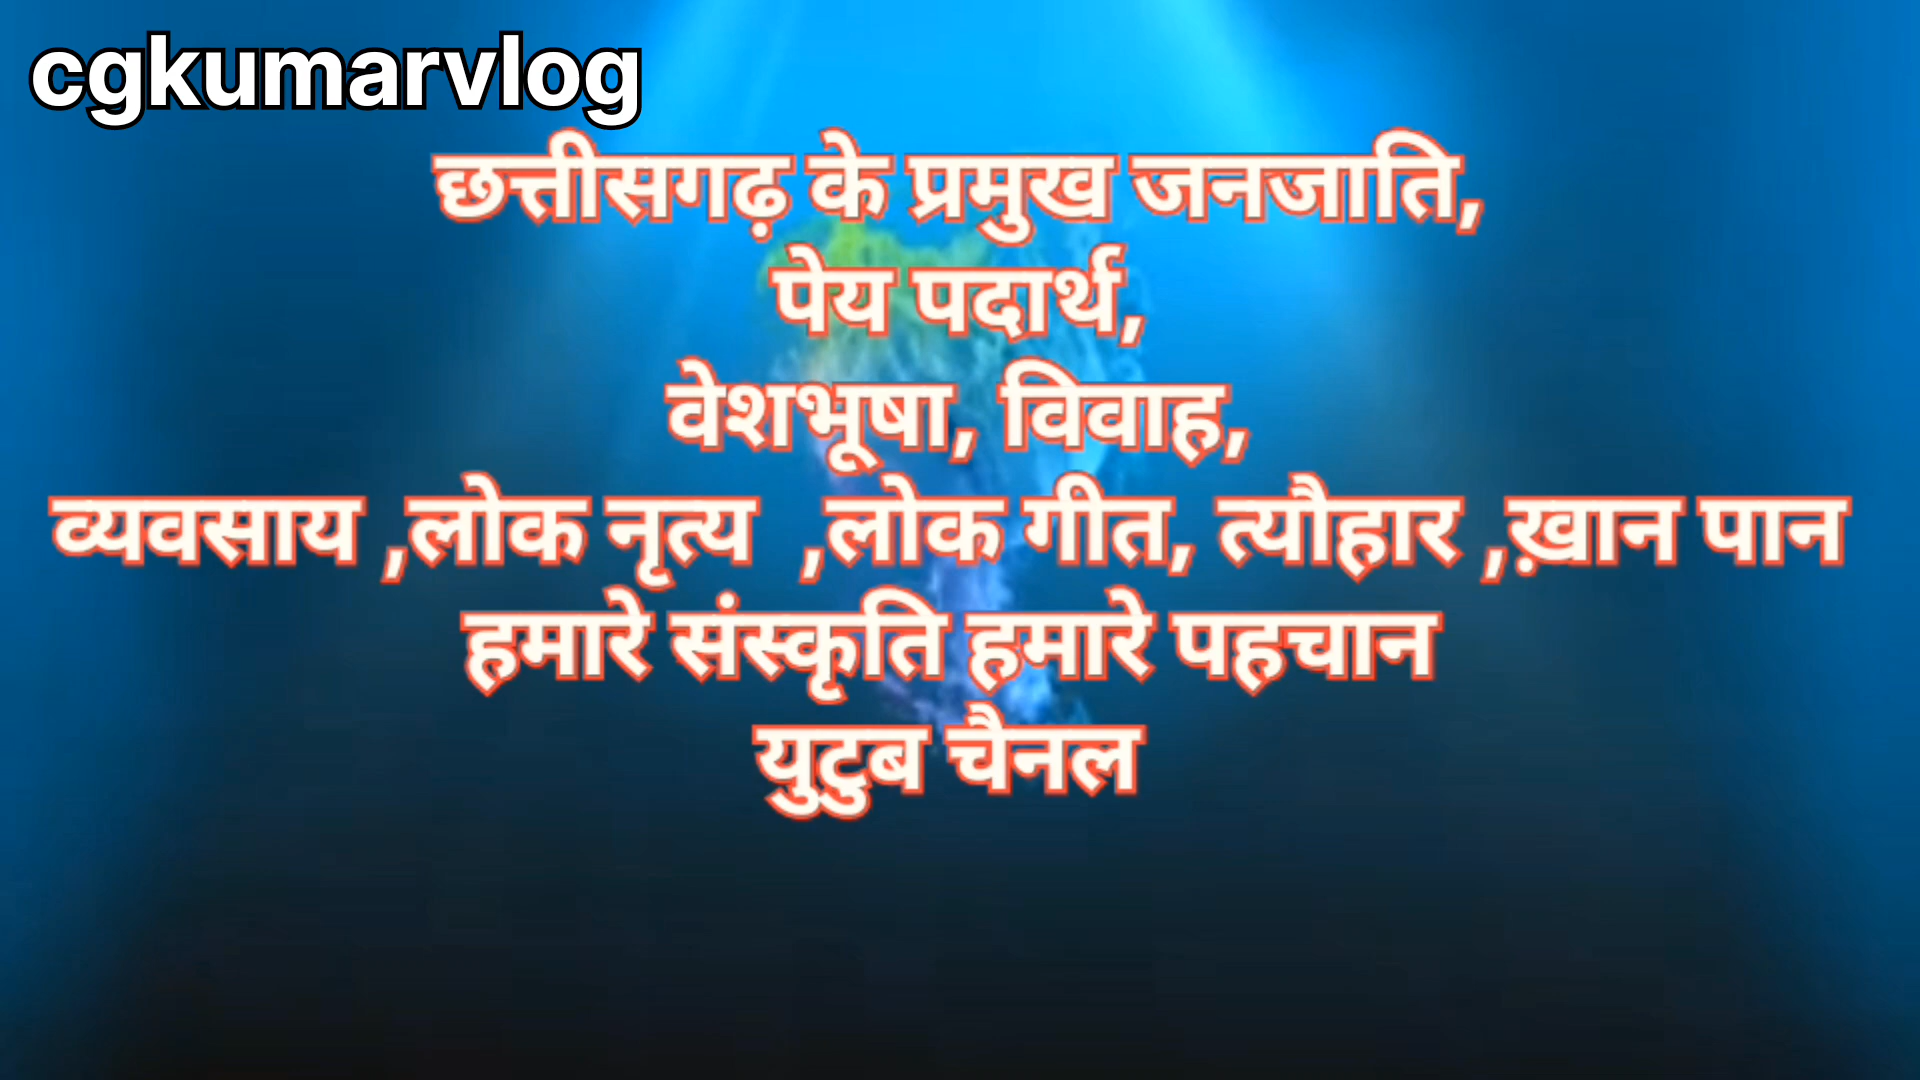 cgkumarvlog
छत्तीसगढ़ के प्रमुख जनजाति,
पेय पदार्थ,
वेशभूषा, विवाह,
व्यवसाय ,लोक नृत्य  ,लोक गीत, त्यौहार ,ख़ान पान
हमारे संस्कृति हमारे पहचान
युटुब चैनल